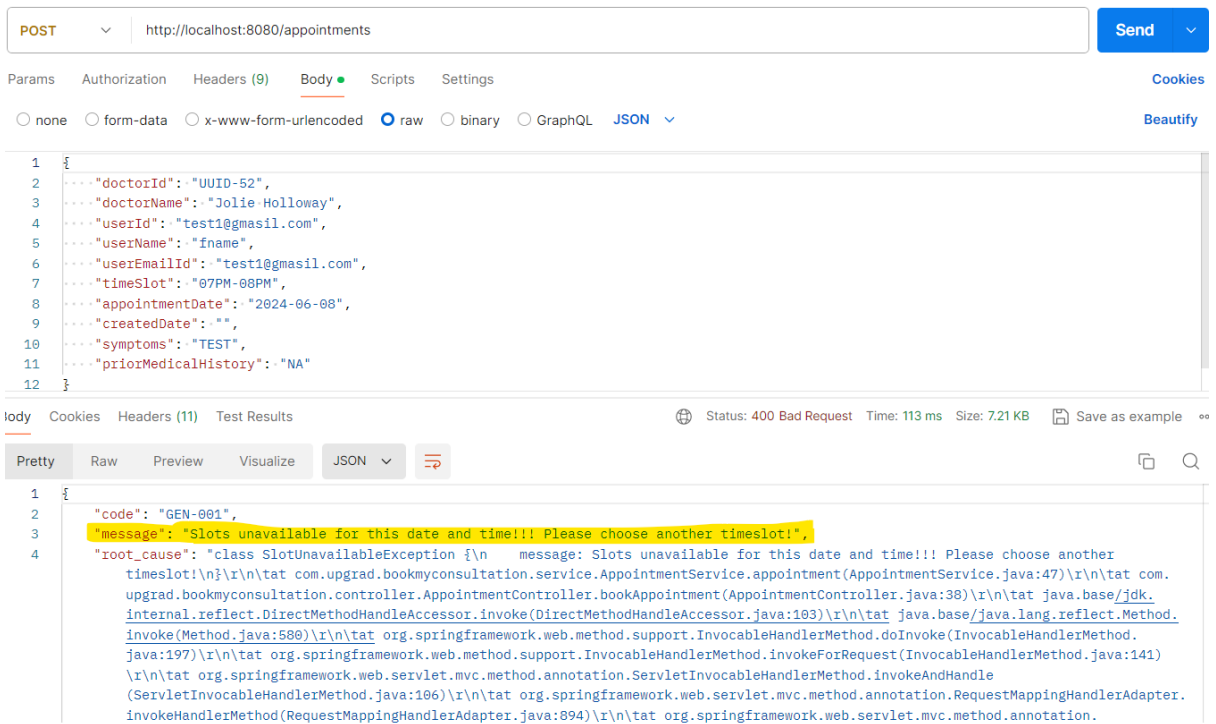 POST http://localhost:8080/appointments Send
Params Authorization Headers (9) Body Scripts Settings Cookies
none form-data x-www-form-urlencoded raw binary GraphQL JSON Beautify
1 {
2 "doctorId": "UUID-52",
3 "doctorName": "Jolie Holloway",
4 "userId": "test1@gmasil.com",
5 "userName": "fname",
6 "userEmailId": "test1@gmasil.com",
7 "timeSlot": "07PM-08PM",
8 "appointmentDate": "2024-06-08",
9 "createdDate": "",
10 "symptoms": "TEST",
11 "priorMedicalHistory": "NA"
12 }
Body Cookies Headers (11) Test Results Status: 400 Bad Request Time: 113 ms Size: 7.21 KB Save as example
Pretty Raw Preview Visualize JSON
1 {
2 "code": "GEN-001",
3 "message": "Slots unavailable for this date and time!!! Please choose another timeslot!",
4 "root_cause": "class SlotUnavailableException {\n    message: Slots unavailable for this date and time!!! Please choose another
timeslot!\n}\r\n\tat com.upgrad.bookmyconsultation.service.AppointmentService.appointment(AppointmentService.java:47)\r\n\tat com.
upgrad.bookmyconsultation.controller.AppointmentController.bookAppointment(AppointmentController.java:38)\r\n\tat java.base/jdk.
internal.reflect.DirectMethodHandleAccessor.invoke(DirectMethodHandleAccessor.java:103)\r\n\tat java.base/java.lang.reflect.Method.
invoke(Method.java:580)\r\n\tat org.springframework.web.method.support.InvocableHandlerMethod.doInvoke(InvocableHandlerMethod.
java:197)\r\n\tat org.springframework.web.method.support.InvocableHandlerMethod.invokeForRequest(InvocableHandlerMethod.java:141)
\r\n\tat org.springframework.web.servlet.mvc.method.annotation.ServletInvocableHandlerMethod.invokeAndHandle
(ServletInvocableHandlerMethod.java:106)\r\n\tat org.springframework.web.servlet.mvc.method.annotation.RequestMappingHandlerAdapter.
invokeHandlerMethod(RequestMappingHandlerAdapter.java:894)\r\n\tat org.springframework.web.servlet.mvc.method.annotation.